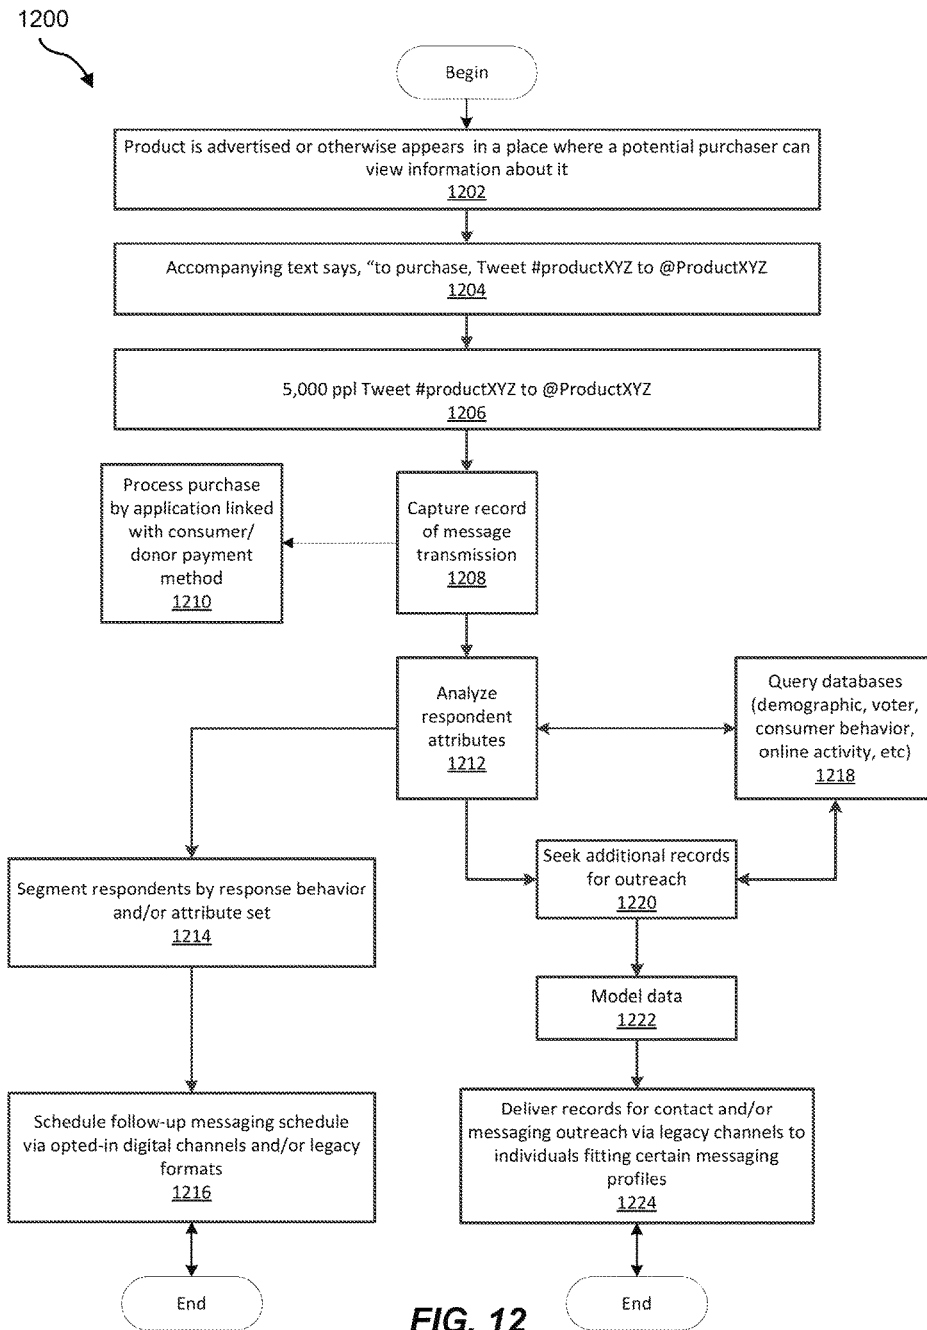 1200
Begin
Product is advertised or otherwise appears in a place where a potential purchaser can
view information about it
1202
Accompanying text says, “to purchase, Tweet #productXYZ to @ProductXYZ
1204
5,000 ppl Tweet #productXYZ to @ProductXYZ
1206
Process purchase
by application linked
with consumer/
donor payment
method
1210
Capture record
of message
transmission
1208
Analyze
respondent
attributes
1212
Query databases
(demographic, voter,
consumer behavior,
online activity, etc)
1218
Segment respondents by response behavior
and/or attribute set
1214
Seek additional records
for outreach
1220
Model data
1222
Schedule follow-up messaging schedule
via opted-in digital channels and/or legacy
formats
1216
Deliver records for contact and/or
messaging outreach via legacy channels to
individuals fitting certain messaging
profiles
1224
End
End
FIG. 12